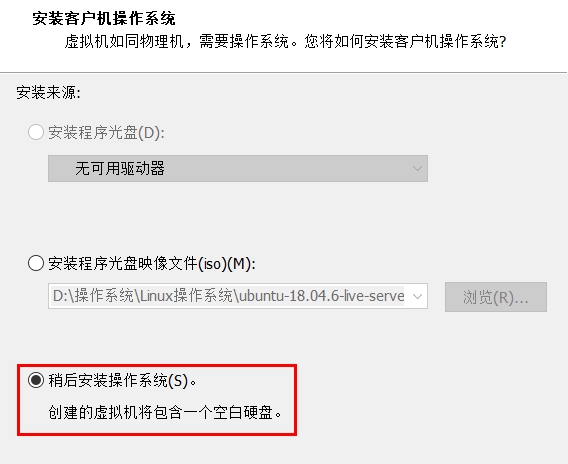 安装客户机操作系统
虚拟机如同物理机，需要操作系统。您将如何安装客户机操作系统?
安装来源:
安装程序光盘(D):
无可用驱动器
安装程序光盘映像文件(iso)(M):
D:\操作系统\Linux操作系统\ubuntu-18.04.6-live-serve
浏览(R)...
稍后安装操作系统(S)。
创建的虚拟机将包含一个空白硬盘。